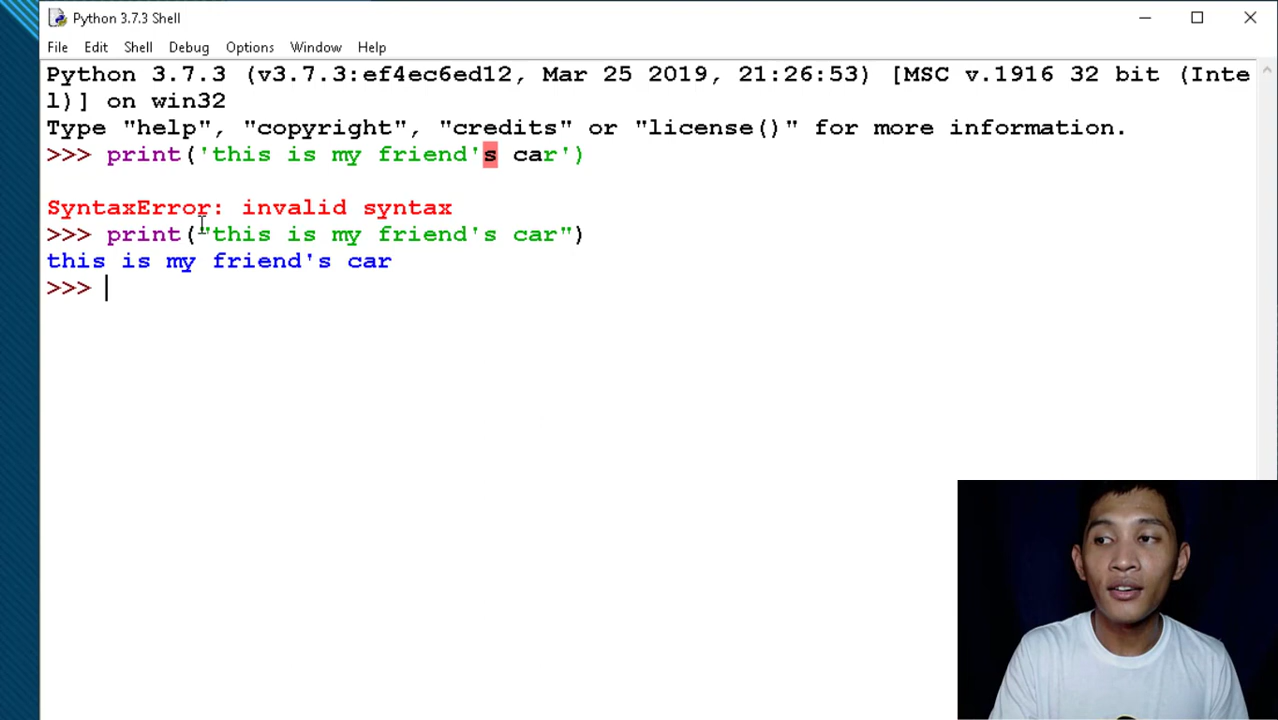 Python 3.7.3 Shell
File Edit Shell Debug Options Window Help
Python 3.7.3 (v3.7.3:ef4ec6ed12, Mar 25 2019, 21:26:53) [MSC v.1916 32 bit (Inte
l)] on win32
Type "help", "copyright", "credits" or "license()" for more information.
>>> print('this is my friend's car')
SyntaxError: invalid syntax
>>> print("this is my friend's car")
this is my friend's car
>>>